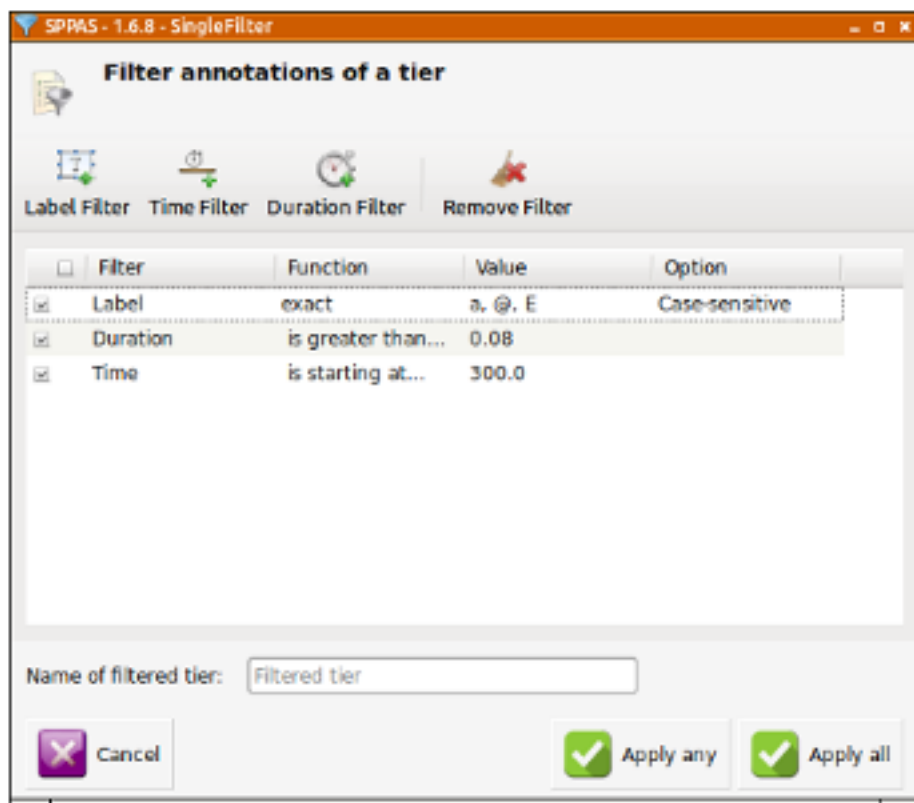 SPPAS - 1.6.8 - SingleFilter
Filter annotations of a tier
Label Filter Time Filter Duration Filter Remove Filter
Filter Function Value Option
Label exact a, @, E Case-sensitive
Duration is greater than... 0.08
Time is starting at... 300.0
Name of filtered tier: Filtered tier
Cancel Apply any Apply all